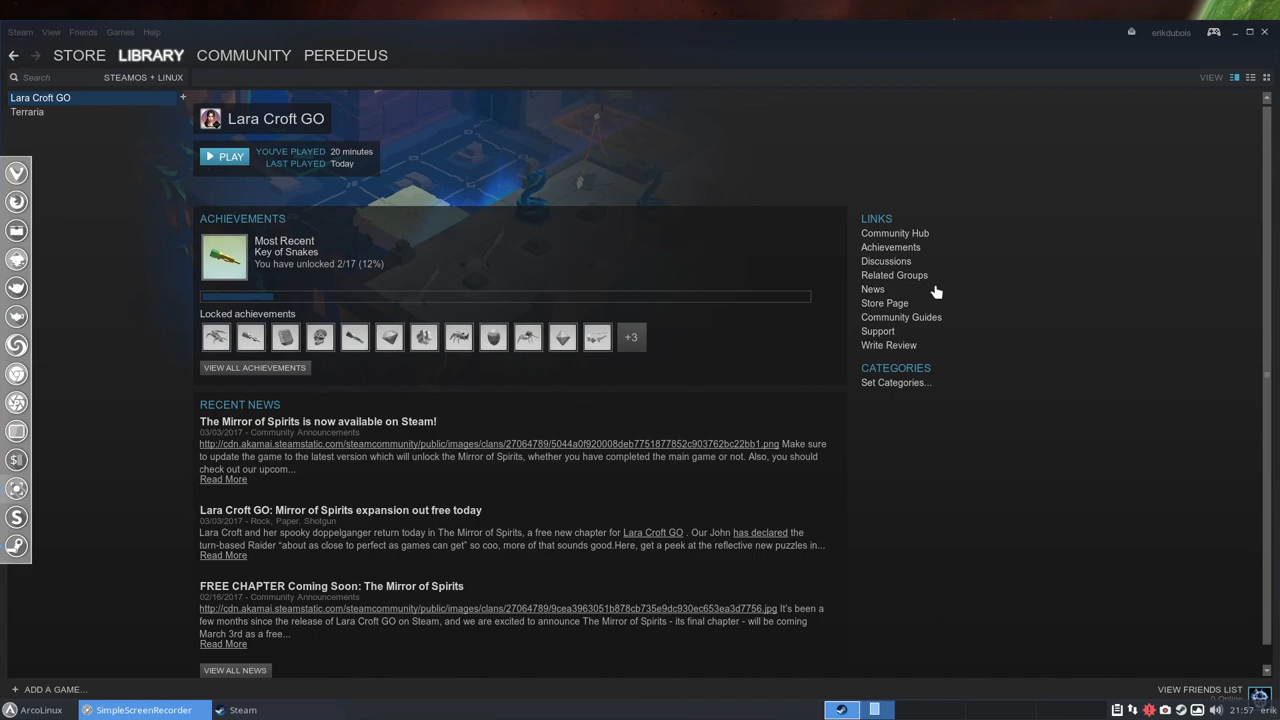 Steam View Friends Games Help
erikdubois
STORE LIBRARY COMMUNITY PEREDEUS
Search STEAMOS + LINUX
VIEW
Lara Croft GO +
Terraria
Lara Croft GO
PLAY
YOU'VE PLAYED 20 minutes
LAST PLAYED Today
ACHIEVEMENTS
Most Recent
Key of Snakes
You have unlocked 2/17 (12%)
Locked achievements
+3
VIEW ALL ACHIEVEMENTS
LINKS
Community Hub
Achievements
Discussions
Related Groups
News
Store Page
Community Guides
Support
Write Review
CATEGORIES
Set Categories...
RECENT NEWS
The Mirror of Spirits is now available on Steam!
03/03/2017 - Community Announcements
http://cdn.akamai.steamstatic.com/steamcommunity/public/images/clans/27064789/5044a0f920008deb7751877852c903762bc22bb1.png Make sure
to update the game to the latest version which will unlock the Mirror of Spirits, whether you have completed the main game or not. Also, you should
check out our upcom...
Read More
Lara Croft GO: Mirror of Spirits expansion out free today
03/03/2017 - Rock, Paper, Shotgun
Lara Croft and her spooky doppelganger return today in The Mirror of Spirits, a free new chapter for Lara Croft GO . Our John has declared the
turn-based Raider “about as close to perfect as games can get” so coo, more of that sounds good.Here, get a peek at the reflective new puzzles in...
Read More
FREE CHAPTER Coming Soon: The Mirror of Spirits
02/16/2017 - Community Announcements
http://cdn.akamai.steamstatic.com/steamcommunity/public/images/clans/27064789/9cea3963051b878cb735e9dc930ec653ea3d7756.jpg It’s been a
few months since the release of Lara Croft GO on Steam, and we are excited to announce The Mirror of Spirits - its final chapter - will be coming
March 3rd as a free...
Read More
VIEW ALL NEWS
+ ADD A GAME...
VIEW FRIENDS LIST
0 Online
ArcoLinux SimpleScreenRecorder Steam
21:57 erik